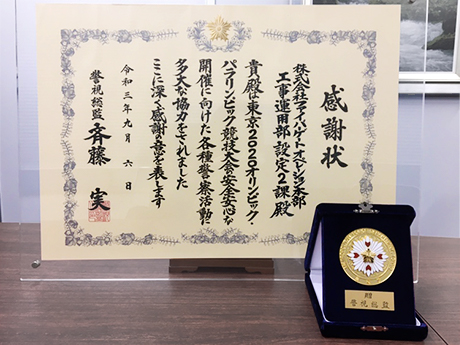 感謝状
株式会社
工事運用部 設定 2課殿
貴殿は東京2020オリンピック・
パラリンピック競技大会の安全安心な
開催に向けた各種警察活動に
多大な協力をされました
ここに深く感謝の意を表します
令和三年九月六日
警視総監 斉藤 実
贈
警視総監